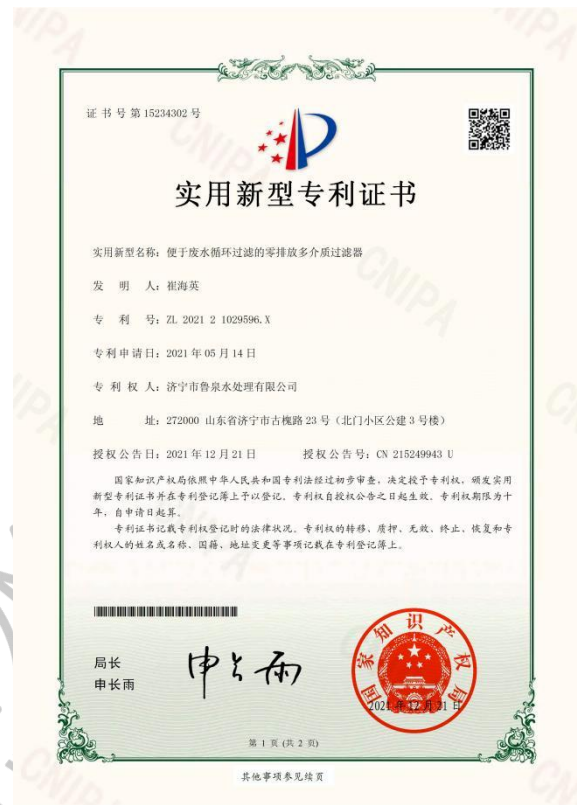 证书号第15234302号
实用新型专利证书
实用新型名称：便于废水循环过滤的零排放多介质过滤器
发 明 人：崔海英
专 利 号：ZL 2021 2 1029596.X
专利申请日：2021年05月14日
专 利 权 人：济宁市鲁泉水处理有限公司
地 址：272000 山东省济宁市古槐路23号（北门小区公建3号楼）
授权公告日：2021年12月21日 授权公告号：CN 215249943 U
国家知识产权局依照中华人民共和国专利法经过初步审查，决定授予专利权，颁发实用
新型专利证书并在专利登记簿上予以登记。专利权自授权公告之日起生效。专利权期限为十
年，自申请日起算。
专利证书记载专利权登记时的法律状况。专利权的转移、质押、无效、终止、恢复和专
利权人的姓名或名称、国籍、地址变更等事项记载在专利登记簿上。
局长
申长雨
申长雨
国家知识产权局
2021年12月21日
第 1 页 (共 2 页)
其他事项参见续页
CNIPA
CNIPA
CNIPA
CNIPA
CNIPA